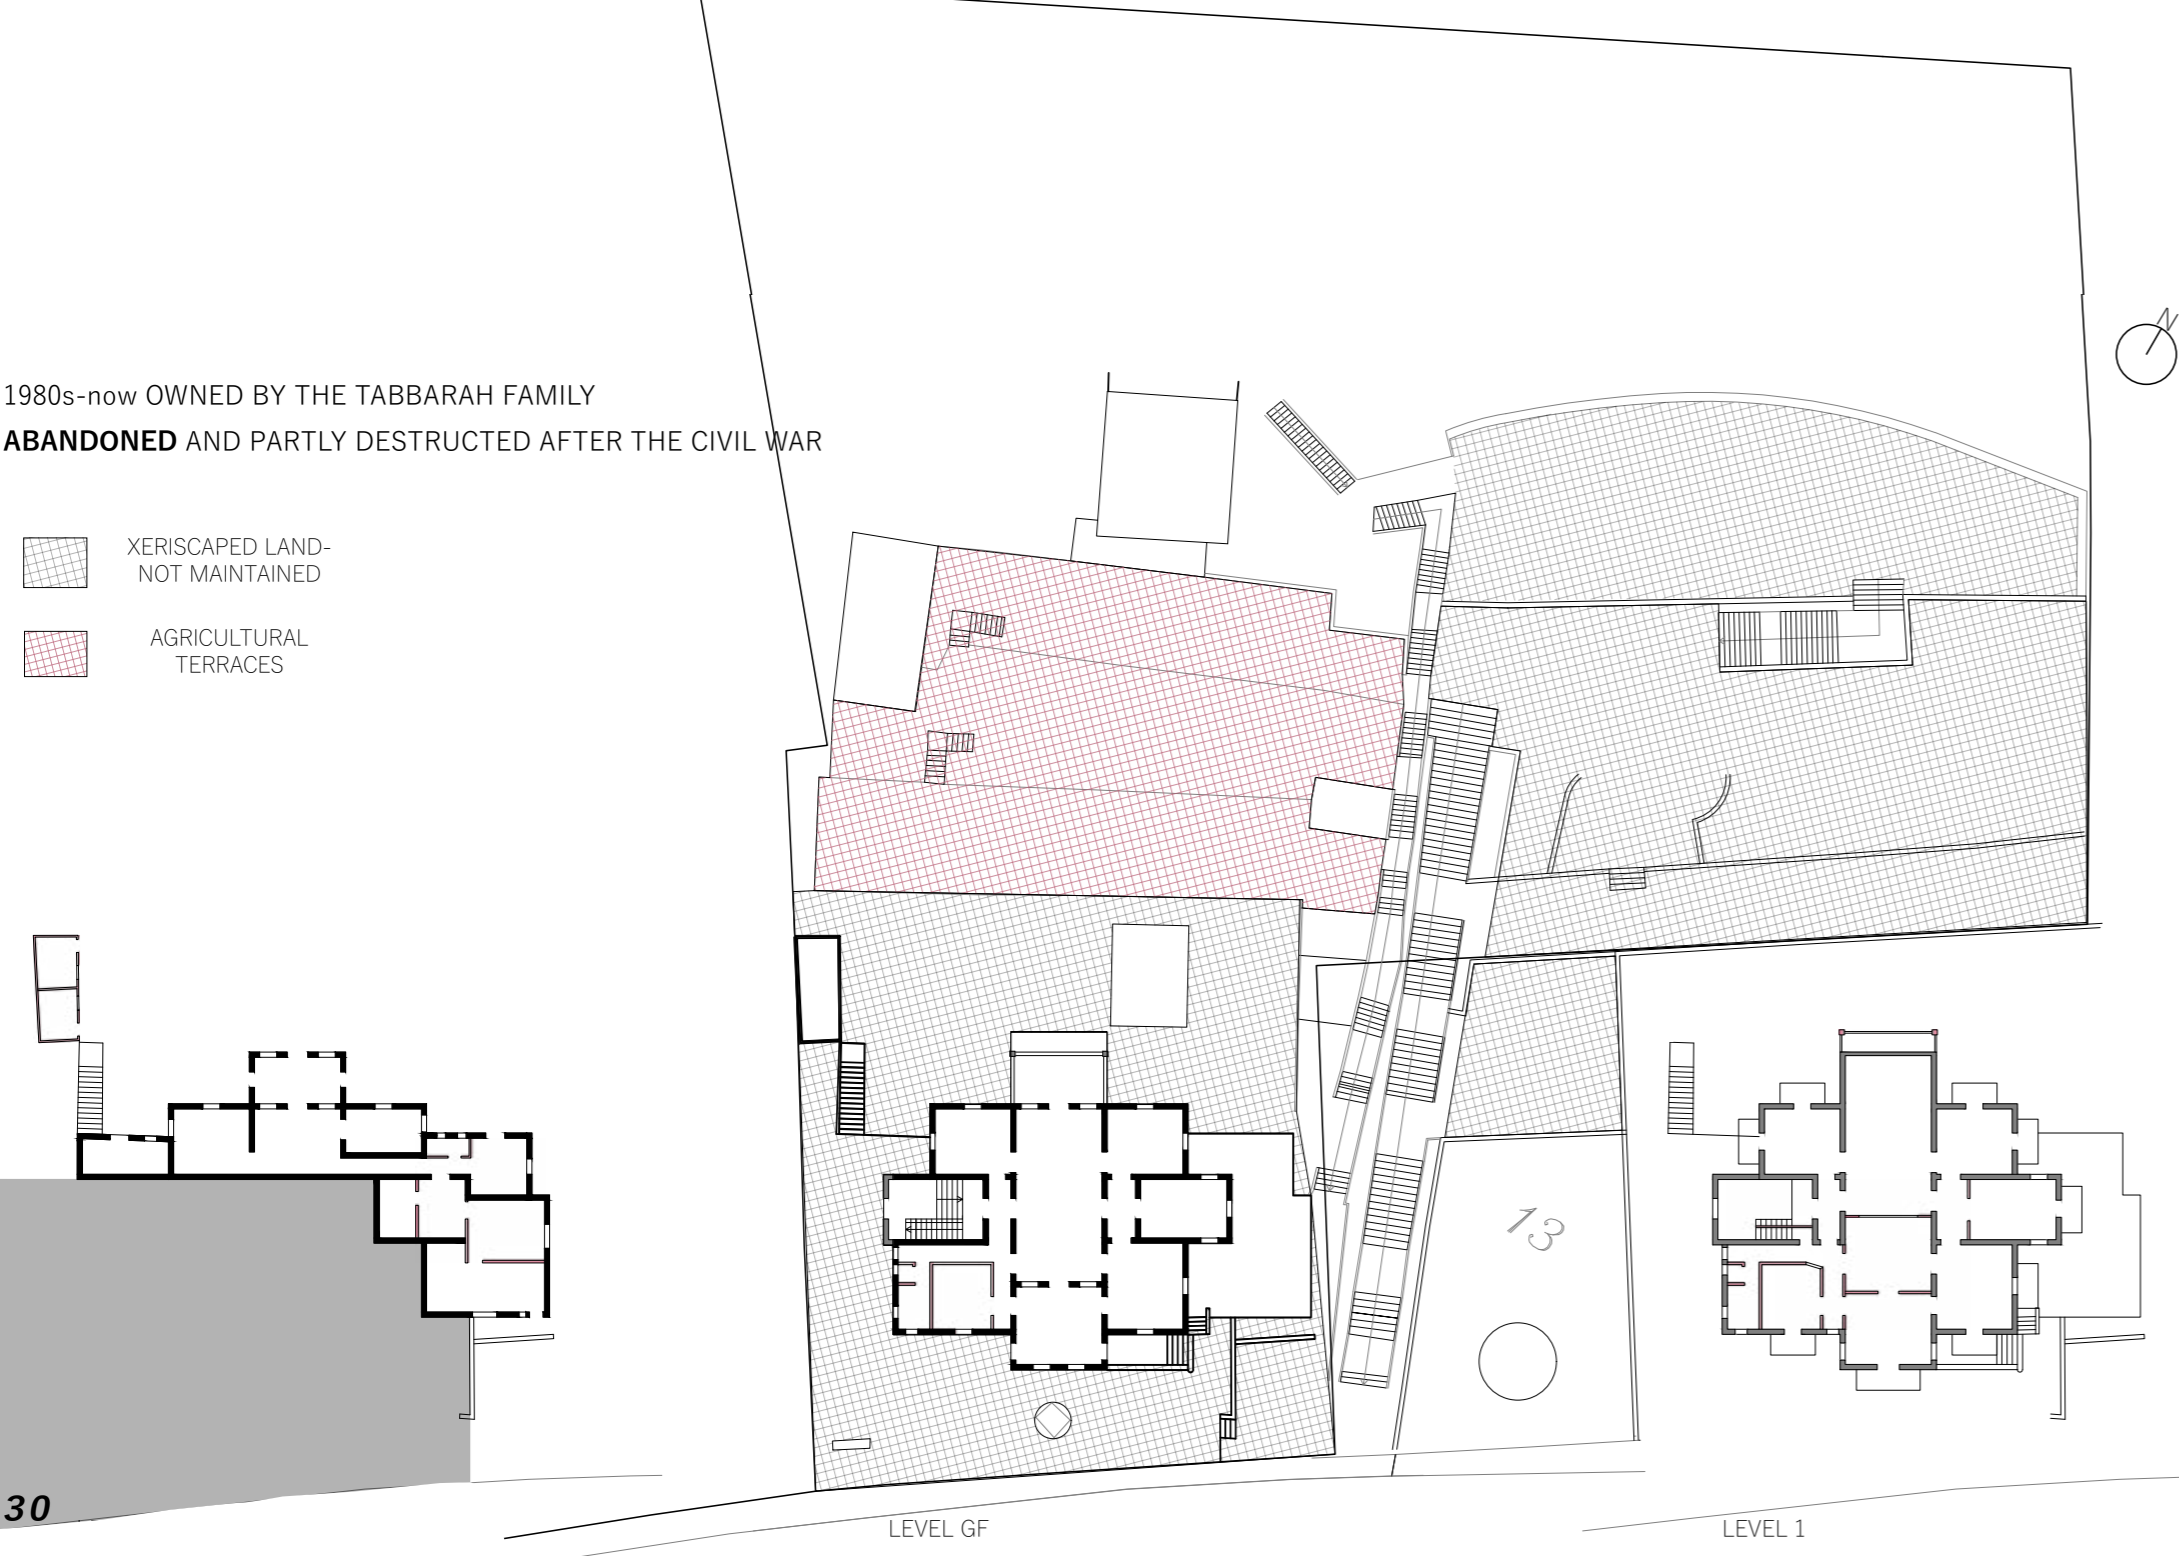 N
1980s-now OWNED BY THE TABBARAH FAMILY
ABANDONED AND PARTLY DESTRUCTED AFTER THE CIVIL WAR
XERISCAPED LAND-
NOT MAINTAINED
AGRICULTURAL
TERRACES
13
30
LEVEL GF
LEVEL 1